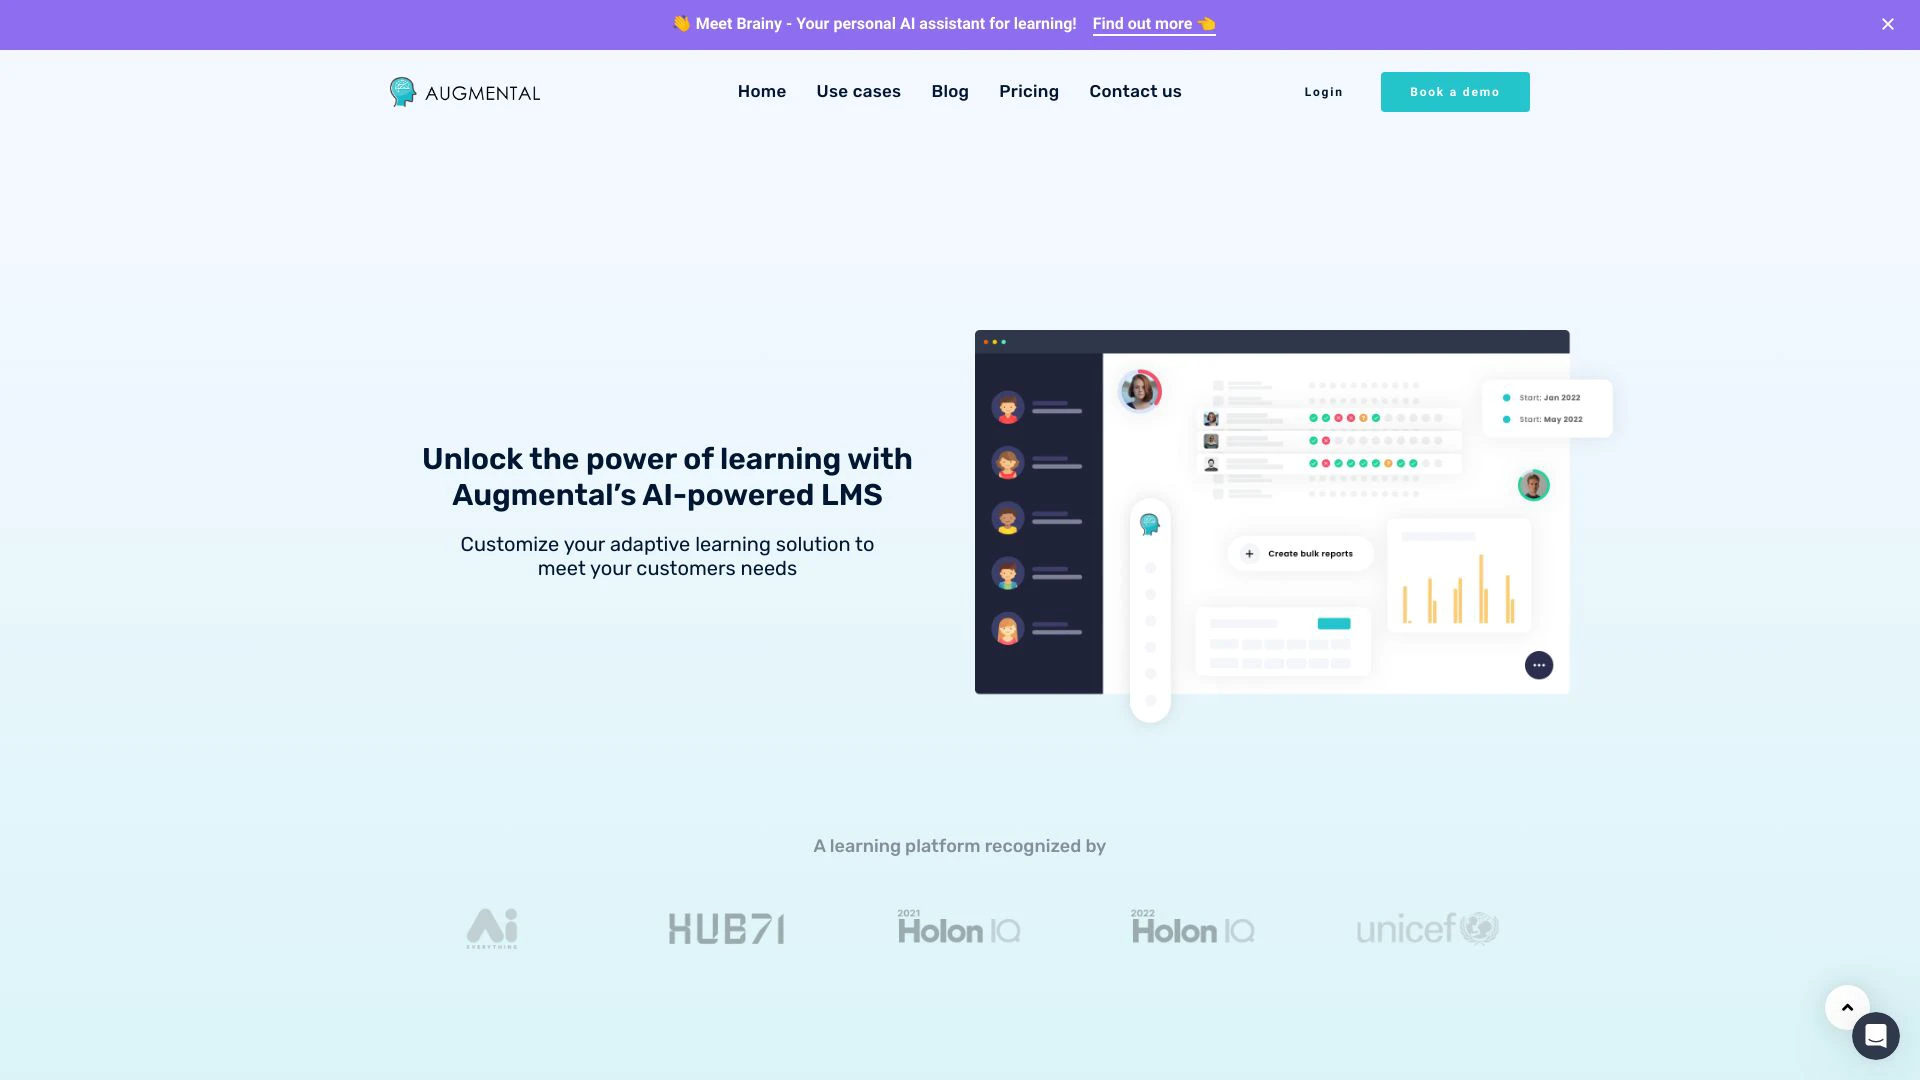 👋 Meet Brainy - Your personal AI assistant for learning! Find out more 👈
AUGMENTAL
Home Use cases Blog Pricing Contact us
Login
Book a demo
Unlock the power of learning with
Augmental’s AI-powered LMS
Customize your adaptive learning solution to
meet your customers needs
Start: Jan 2022
Start: May 2022
Create bulk reports
A learning platform recognized by
Ai
EVERYTHING
HUB71
2021
Holon IQ
2022
Holon IQ
unicef